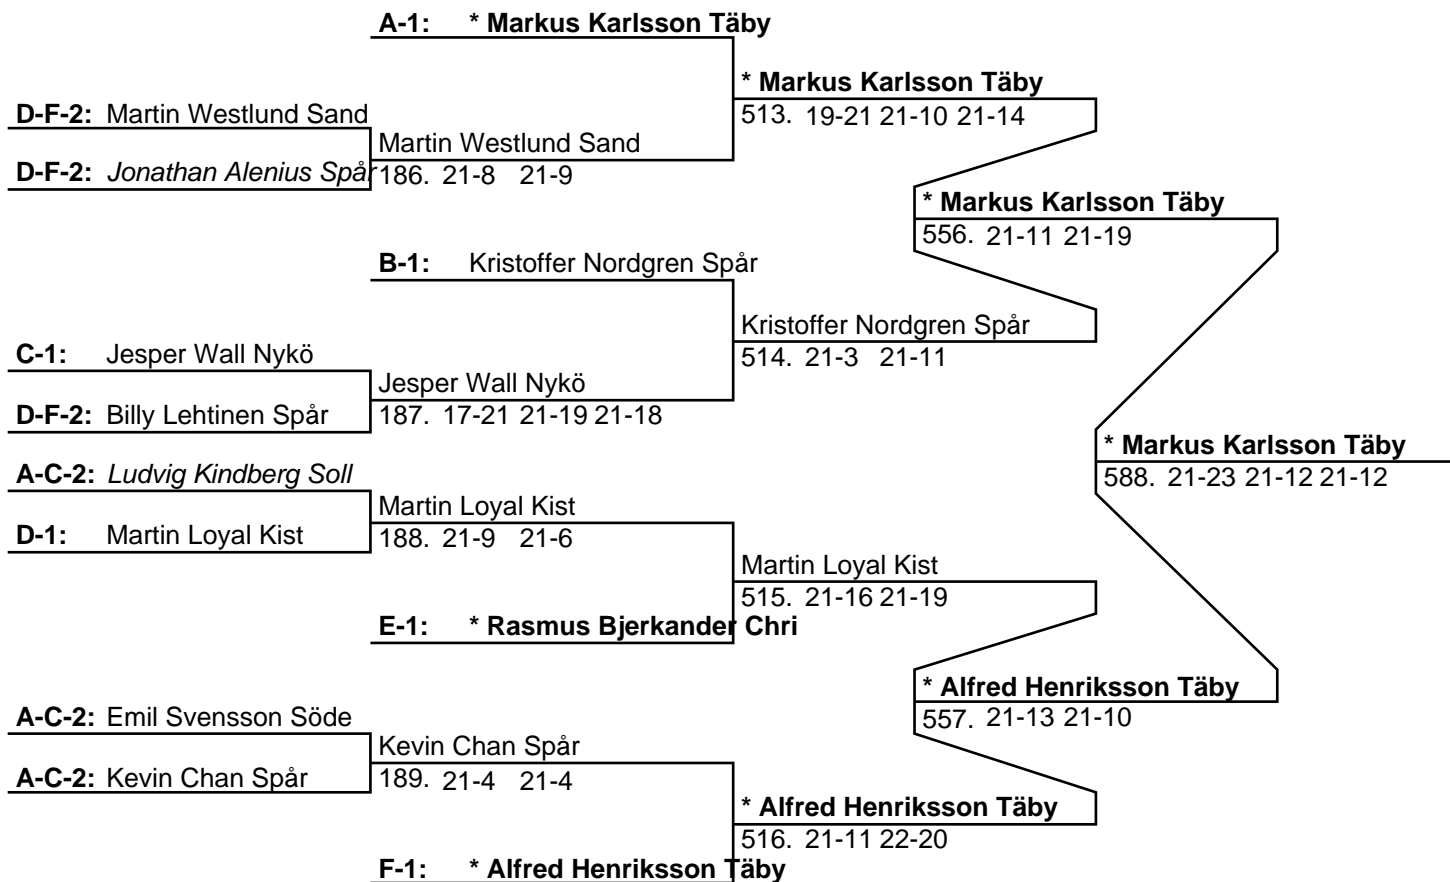 A-1: * Markus Karlsson Täby
* Markus Karlsson Täby
513. 19-21 21-10 21-14
D-F-2: Martin Westlund Sand
Martin Westlund Sand
186. 21-8 21-9
D-F-2: Jonathan Alenius Spår
* Markus Karlsson Täby
556. 21-11 21-19
B-1: Kristoffer Nordgren Spår
Kristoffer Nordgren Spår
514. 21-3 21-11
C-1: Jesper Wall Nykö
Jesper Wall Nykö
187. 17-21 21-19 21-18
D-F-2: Billy Lehtinen Spår
* Markus Karlsson Täby
588. 21-23 21-12 21-12
A-C-2: Ludvig Kindberg Soll
Martin Loyal Kist
188. 21-9 21-6
D-1: Martin Loyal Kist
Martin Loyal Kist
515. 21-16 21-19
E-1: * Rasmus Bjerkander Chri
* Alfred Henriksson Täby
557. 21-13 21-10
A-C-2: Emil Svensson Söde
Kevin Chan Spår
189. 21-4 21-4
A-C-2: Kevin Chan Spår
* Alfred Henriksson Täby
516. 21-11 22-20
F-1: * Alfred Henriksson Täby